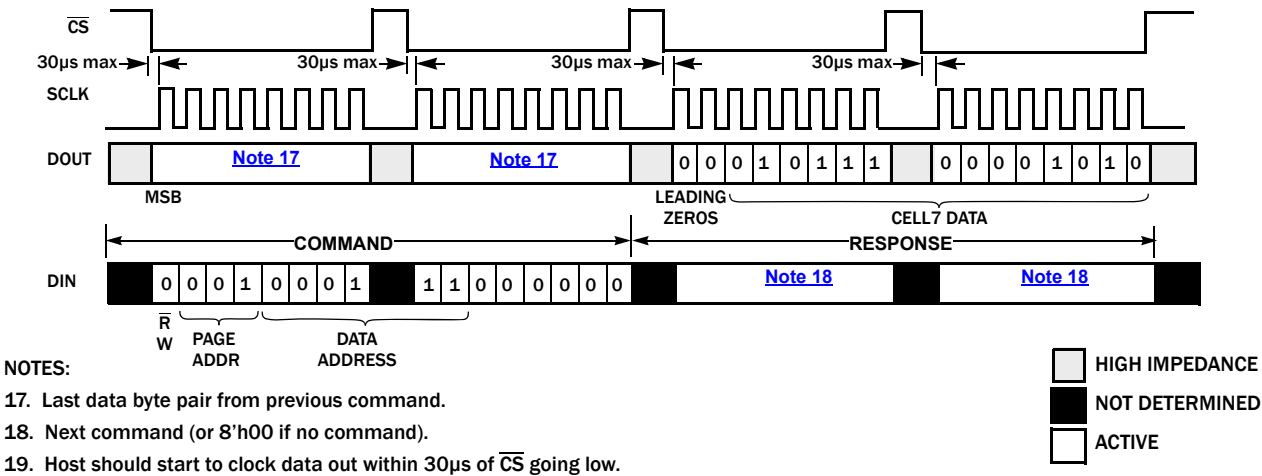 CS
30µs max 30µs max 30µs max 30µs max
SCLK
DOUT Note 17 Note 17 0 0 0 1 0 1 1 1 0 0 0 0 1 0 1 0
MSB LEADING ZEROS CELL7 DATA
COMMAND RESPONSE
DIN 0 0 0 1 0 0 0 1 1 1 0 0 0 0 0 0 Note 18 Note 18
R
W
PAGE ADDR
DATA ADDRESS
NOTES:
17. Last data byte pair from previous command.
18. Next command (or 8'h00 if no command).
19. Host should start to clock data out within 30µs of CS going low.
HIGH IMPEDANCE
NOT DETERMINED
ACTIVE